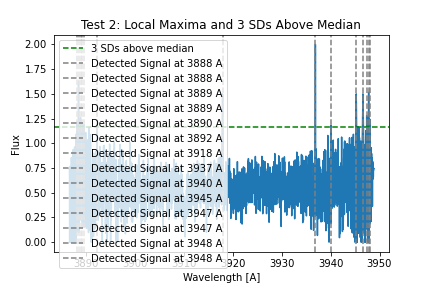 Test 2: Local Maxima and 3 SDs Above Median
Flux
2.00
1.75
1.50
1.25
1.00
0.75
0.50
0.25
0.00
3 SDs above median
Detected Signal at 3888 A
Detected Signal at 3888 A
Detected Signal at 3889 A
Detected Signal at 3889 A
Detected Signal at 3890 A
Detected Signal at 3892 A
Detected Signal at 3918 A
Detected Signal at 3937 A
Detected Signal at 3940 A
Detected Signal at 3945 A
Detected Signal at 3947 A
Detected Signal at 3947 A
Detected Signal at 3948 A
Detected Signal at 3948 A
3890 3900 3910 3920 3930 3940 3950
Wavelength [A]